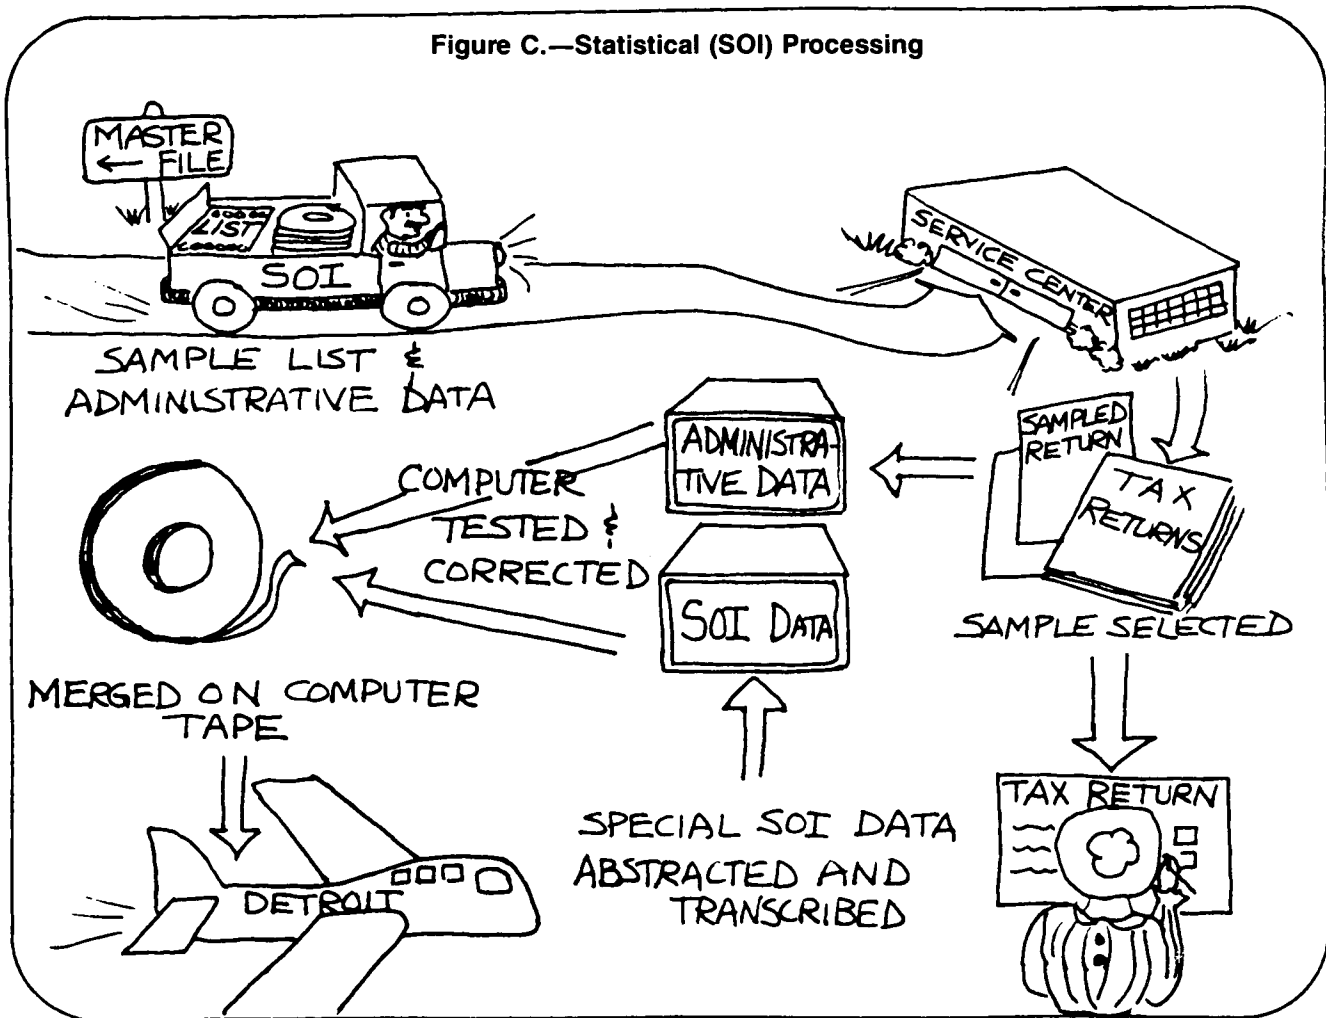 Figure C.—Statistical (SOI) Processing
MASTER
← FILE
LIST
SOI
SERVICE CENTER
SAMPLE LIST &
ADMINISTRATIVE DATA
SAMPLED
RETURN
TAX
RETURNS
SAMPLE SELECTED
ADMINISTRA-
TIVE DATA
SOI DATA
COMPUTER
TESTED &
CORRECTED
MERGED ON COMPUTER
TAPE
DETROIT
SPECIAL SOI DATA
ABSTRACTED AND
TRANSCRIBED
TAX RETURN